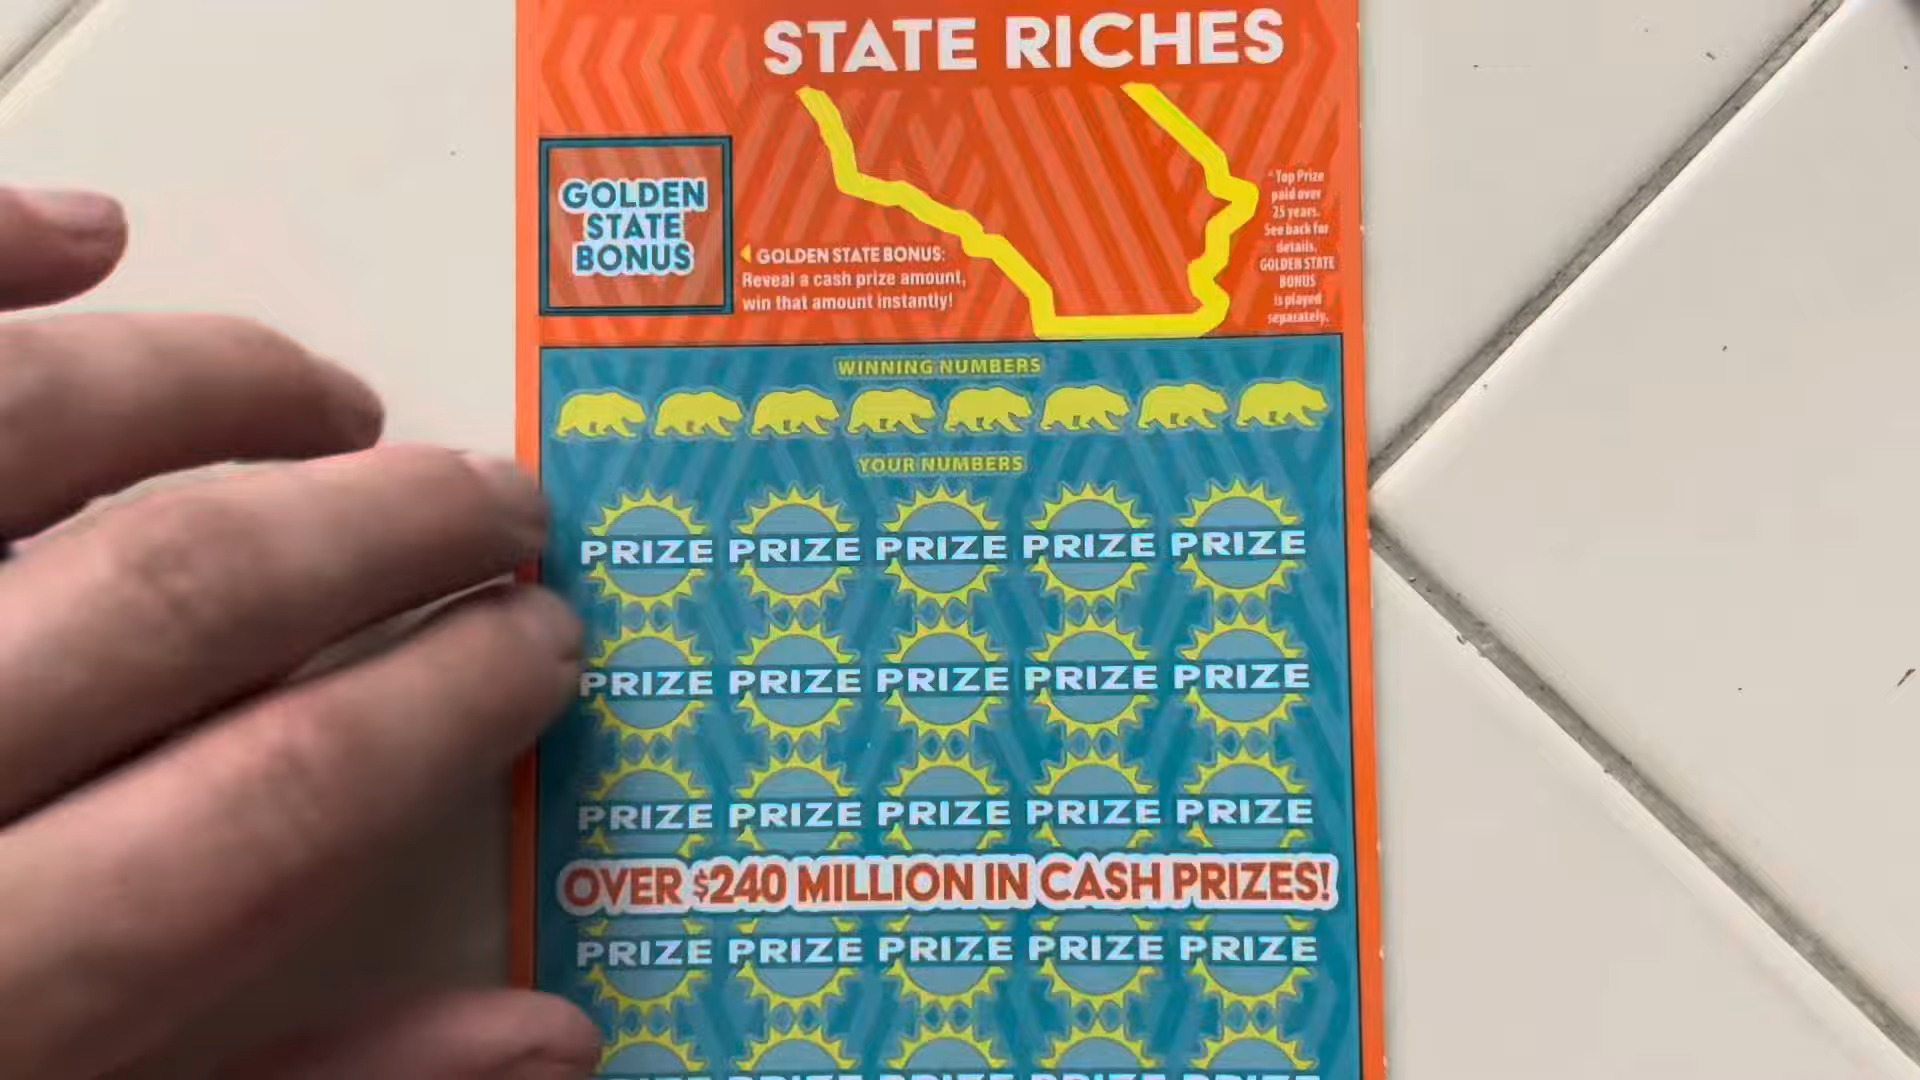 STATE RICHES
GOLDEN
STATE
BONUS
GOLDEN STATE BONUS:
Reveal a cash prize amount,
win that amount instantly!
* Top Prize
paid over
25 years.
See back for
details.
GOLDEN STATE
BONUS
is played
separately.
WINNING NUMBERS
YOUR NUMBERS
PRIZE PRIZE PRIZE PRIZE PRIZE
PRIZE PRIZE PRIZE PRIZE PRIZE
PRIZE PRIZE PRIZE PRIZE PRIZE
OVER $240 MILLION IN CASH PRIZES!
PRIZE PRIZE PRIZE PRIZE PRIZE